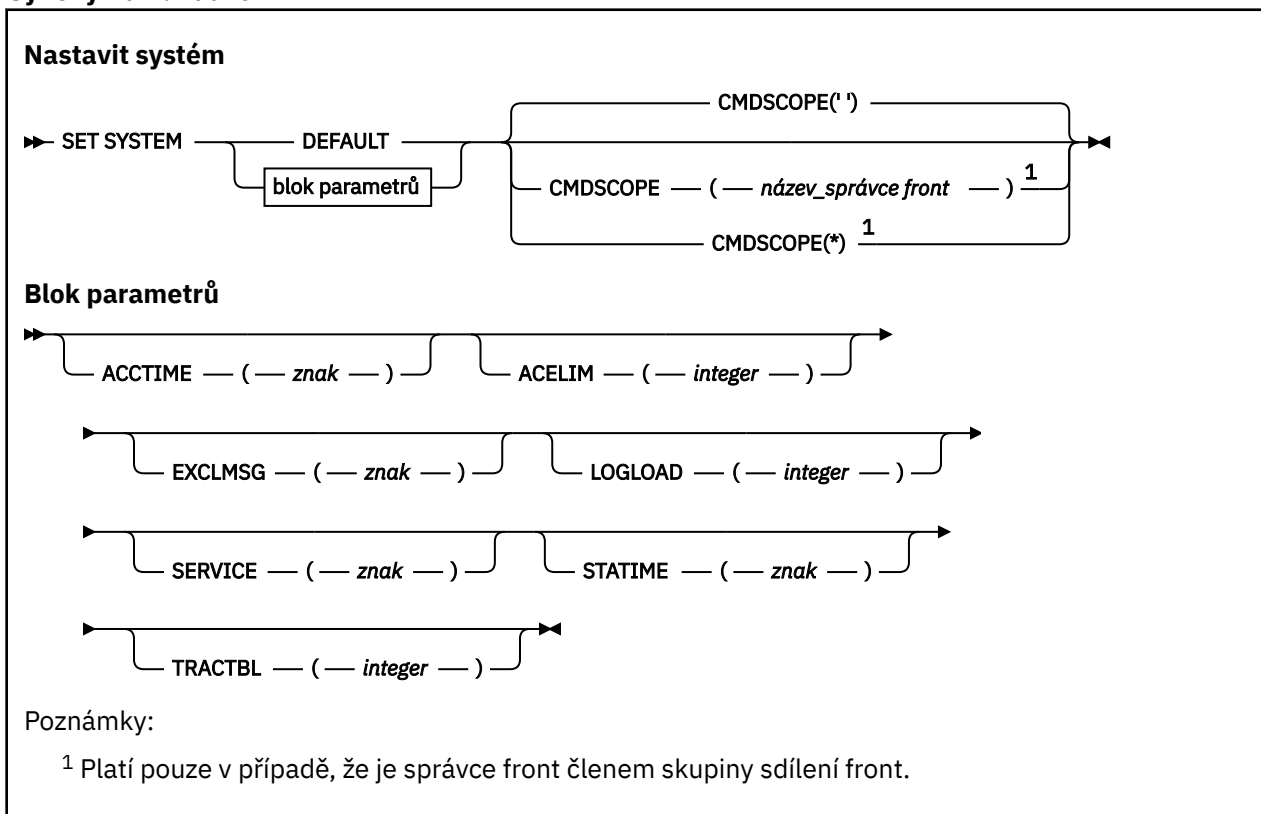 Nastavit systém
CMDSCOPE(' ')
SET SYSTEM DEFAULT
blok parametrů
CMDSCOPE ( název_správce front ) 1
CMDSCOPE(*) 1
Blok parametrů
ACCTIME ( znak ) ACELIM ( integer )
EXCLMSG ( znak ) LOGLOAD ( integer )
SERVICE ( znak ) STATIME ( znak )
TRACTBL ( integer )
Poznámky:
1 Platí pouze v případě, že je správce front členem skupiny sdílení front.